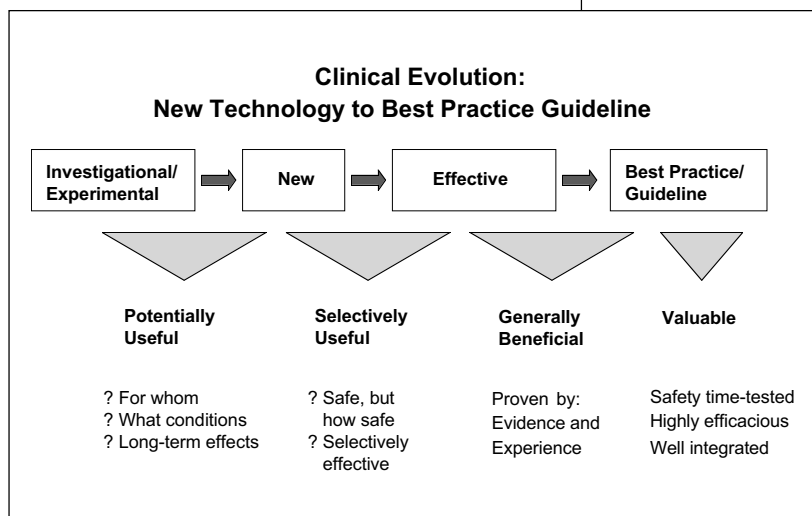 Clinical Evolution:
New Technology to Best Practice Guideline
Investigational/
Experimental
New
Effective
Best Practice/
Guideline
Potentially
Useful
Selectively
Useful
Generally
Beneficial
Valuable
? For whom
? What conditions
? Long-term effects
? Safe, but
how safe
? Selectively
effective
Proven by:
Evidence and
Experience
Safety time-tested
Highly efficacious
Well integrated